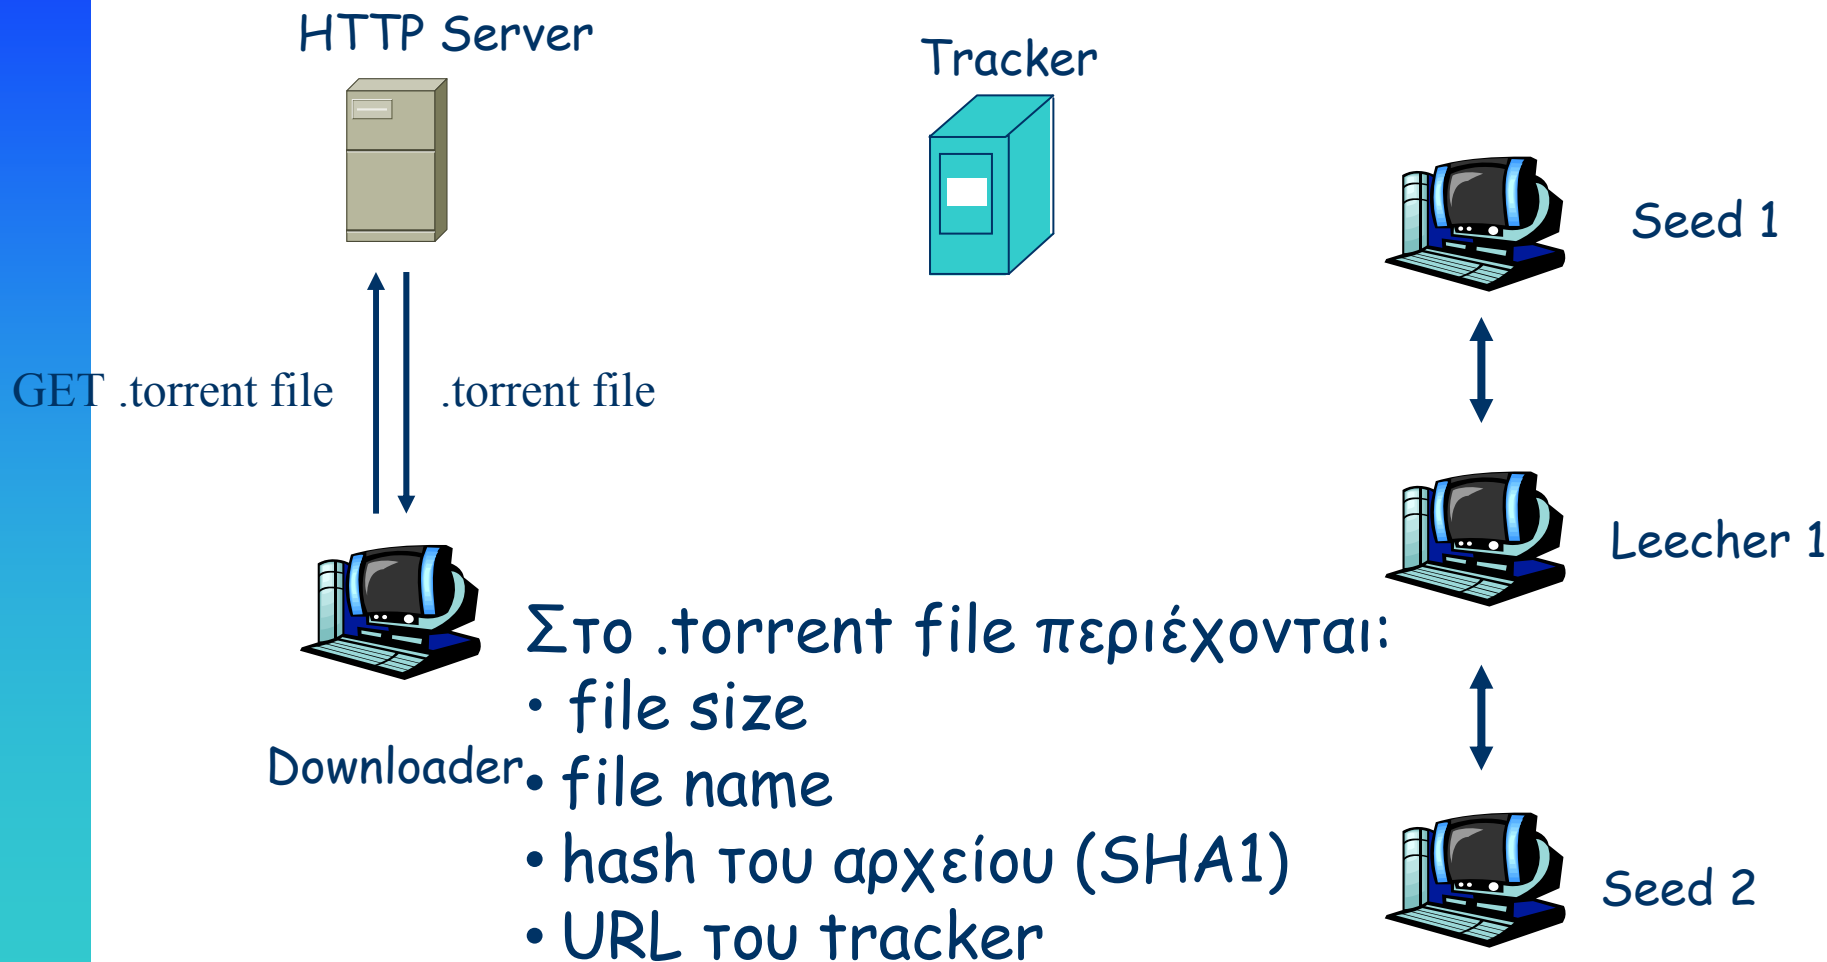 HTTP Server
Tracker
Seed 1
GET .torrent file
.torrent file
Leecher 1
Στο .torrent file περιέχονται:
• file size
Downloader
• file name
• hash του αρχείου (SHA1)
Seed 2
• URL του tracker